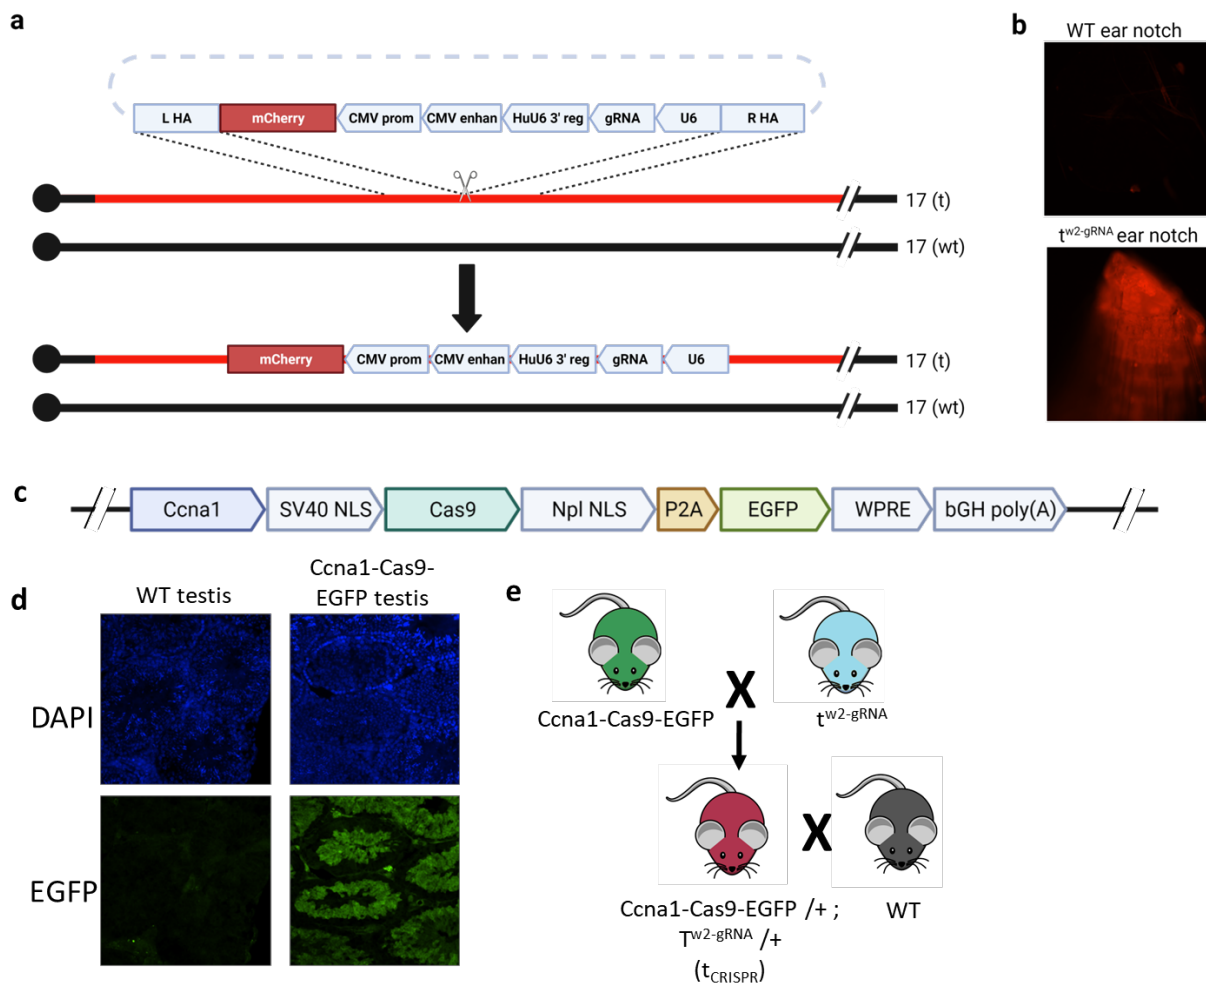 a
L HA mCherry CMV prom CMV enhan HuU6 3' reg gRNA U6 R HA
17 (t)
17 (wt)
mCherry CMV prom CMV enhan HuU6 3' reg gRNA U6
17 (t)
17 (wt)
b
WT ear notch
t^w2-gRNA ear notch
c
Ccna1 SV40 NLS Cas9 Npl NLS P2A EGFP WPRE bGH poly(A)
d
WT testis
Ccna1-Cas9-
EGFP testis
DAPI
EGFP
e
X
Ccna1-Cas9-EGFP
t^w2-gRNA
X
Ccna1-Cas9-EGFP /+ ;
T^w2-gRNA /+
(tCRISPR)
WT